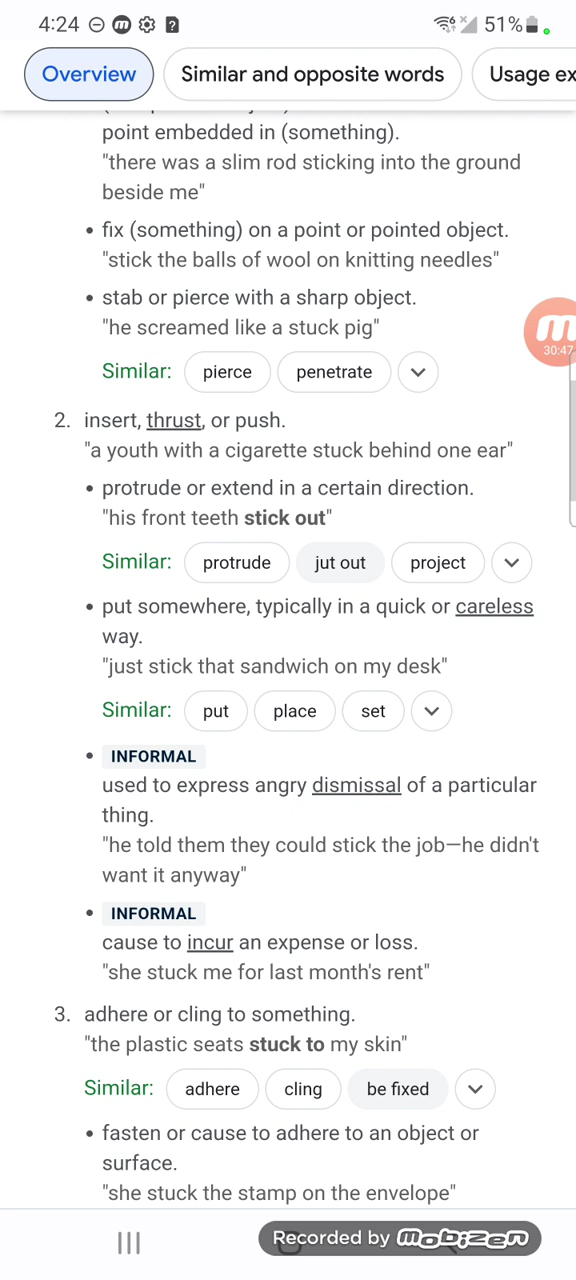 4:24
51%
Overview
Similar and opposite words
Usage ex
point embedded in (something).
"there was a slim rod sticking into the ground
beside me"
• fix (something) on a point or pointed object.
"stick the balls of wool on knitting needles"
• stab or pierce with a sharp object.
"he screamed like a stuck pig"
30:47
Similar: pierce penetrate
2. insert, thrust, or push.
"a youth with a cigarette stuck behind one ear"
• protrude or extend in a certain direction.
"his front teeth stick out"
Similar: protrude jut out project
• put somewhere, typically in a quick or careless
way.
"just stick that sandwich on my desk"
Similar: put place set
• INFORMAL
used to express angry dismissal of a particular
thing.
"he told them they could stick the job—he didn't
want it anyway"
• INFORMAL
cause to incur an expense or loss.
"she stuck me for last month's rent"
3. adhere or cling to something.
"the plastic seats stuck to my skin"
Similar: adhere cling be fixed
• fasten or cause to adhere to an object or
surface.
"she stuck the stamp on the envelope"
Recorded by mobizen